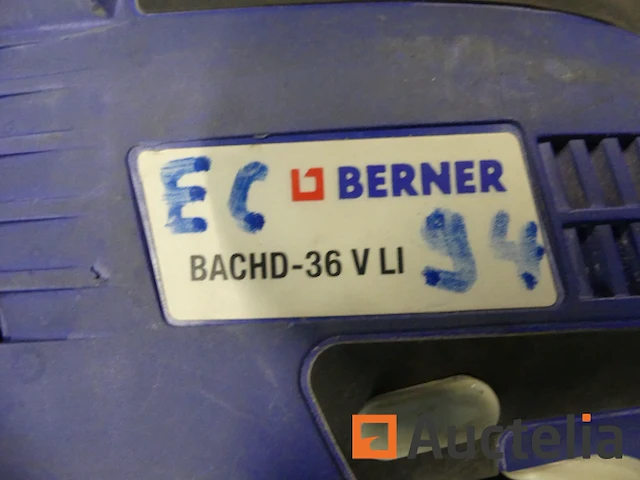 EC BERNER
BACHD-36 V LI 94
Auctelia